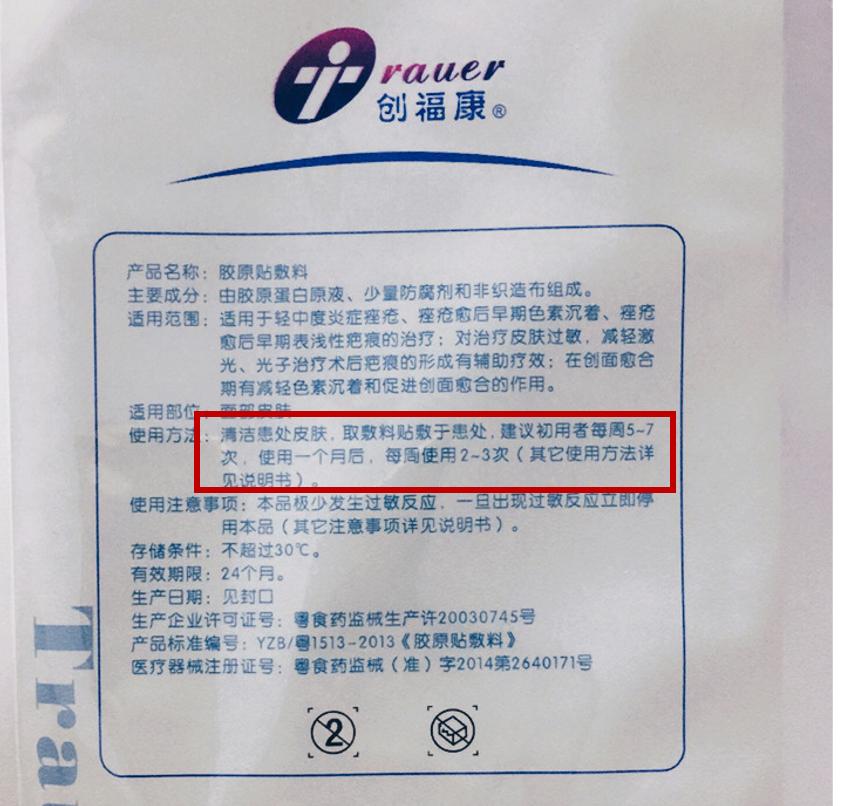 Trauer
创福康®
产品名称：胶原贴敷料
主要成分：由胶原蛋白原液、少量防腐剂和非织造布组成。
适用范围：适用于轻中度炎症痤疮、痤疮愈后早期色素沉着、痤疮
愈后早期表浅性疤痕的治疗；对治疗皮肤过敏，减轻激
光、光子治疗术后疤痕的形成有辅助疗效；在创面愈合
期有减轻色素沉着和促进创面愈合的作用。
适用部位：面部皮肤
使用方法：清洁患处皮肤，取敷料贴敷于患处，建议初用者每周5~7
次，使用一个月后，每周使用2~3次（其它使用方法详
见说明书）。
使用注意事项：本品极少发生过敏反应，一旦出现过敏反应立即停
用本品（其它注意事项详见说明书）。
存储条件：不超过30℃。
有效期限：24个月。
生产日期：见封口
生产企业许可证号：粤食药监械生产许20030745号
产品标准编号：YZB/粤1513-2013《胶原贴敷料》
医疗器械注册证号：粤食药监械（准）字2014第2640171号
2
Trau